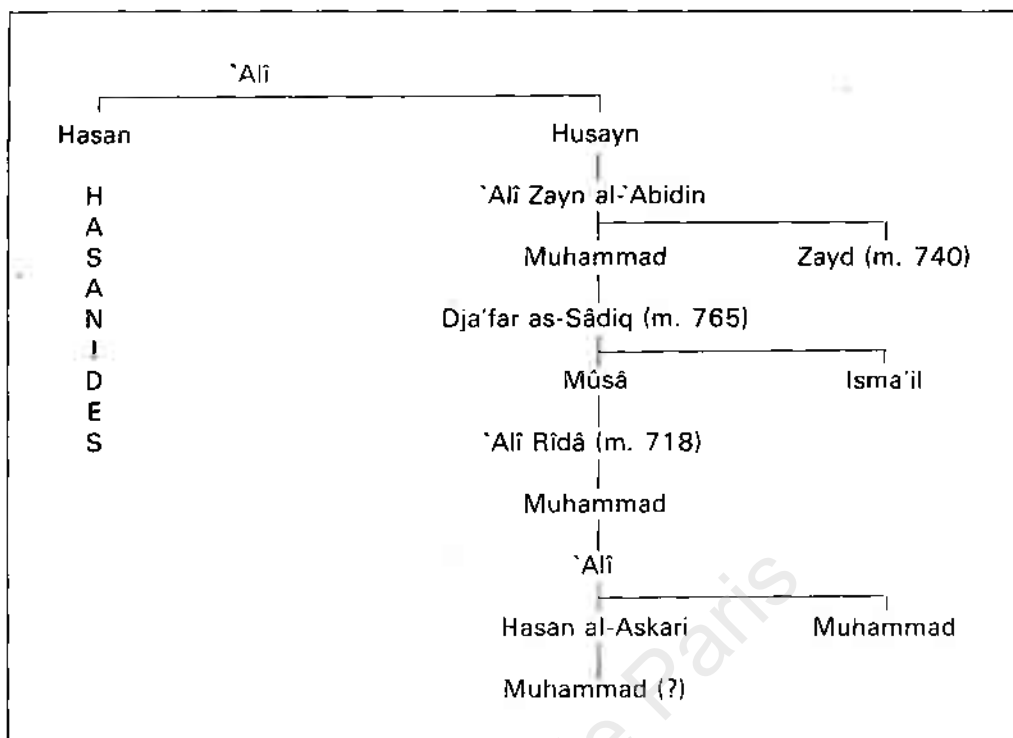 `Alî
Hasan Husayn
H
A
S
A
N
I
D
E
S
`Alî Zayn al-`Abidin
Muhammad Zayd (m. 740)
Dja'far as-Sâdiq (m. 765)
Mûsâ Isma'il
`Alî Rîdâ (m. 718)
Muhammad
`Alî
Hasan al-Askari Muhammad
Muhammad (?)
e Paris